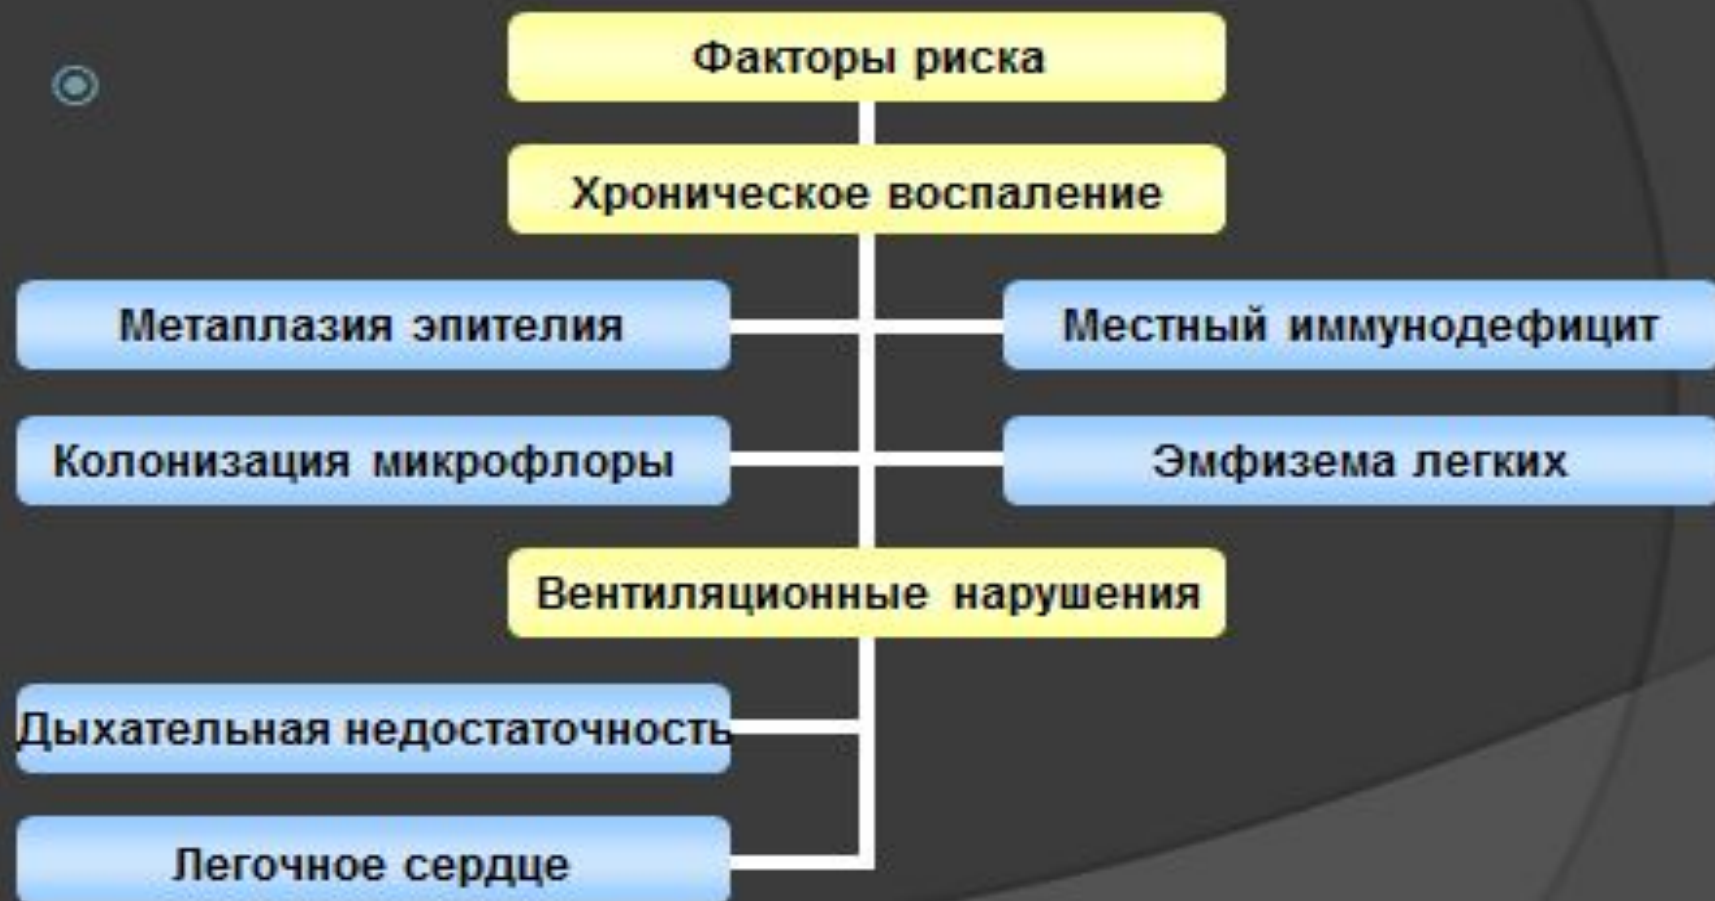 Факторы риска
Хроническое воспаление
Метаплазия эпителия
Местный иммунодефицит
Колонизация микрофлоры
Эмфизема легких
Вентиляционные нарушения
Дыхательная недостаточность
Легочное сердце